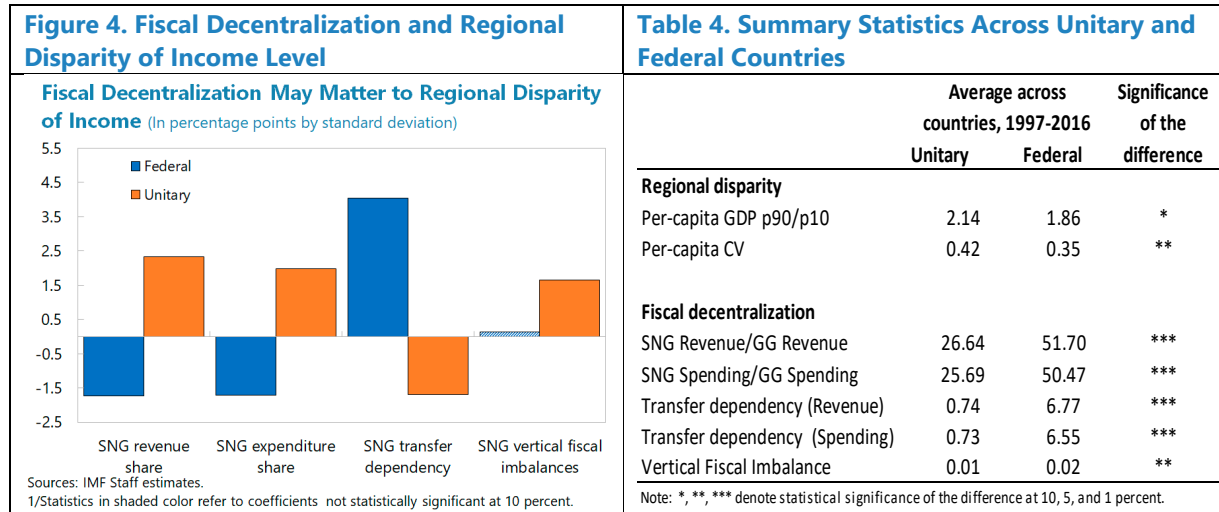 Figure 4. Fiscal Decentralization and Regional
Disparity of Income Level
Fiscal Decentralization May Matter to Regional Disparity
of Income (In percentage points by standard deviation)
5.5
4.5
3.5
2.5
1.5
0.5
-0.5
-1.5
-2.5
Federal
Unitary
SNG revenue
share
SNG expenditure
share
SNG transfer
dependency
SNG vertical fiscal
imbalances
Sources: IMF Staff estimates.
1/Statistics in shaded color refer to coefficients not statistically significant at 10 percent.
Table 4. Summary Statistics Across Unitary and
Federal Countries
Average across
countries, 1997-2016
Significance
of the
difference
Unitary Federal
Regional disparity
Per-capita GDP p90/p10 2.14 1.86 *
Per-capita CV 0.42 0.35 **
Fiscal decentralization
SNG Revenue/GG Revenue 26.64 51.70 ***
SNG Spending/GG Spending 25.69 50.47 ***
Transfer dependency (Revenue) 0.74 6.77 ***
Transfer dependency (Spending) 0.73 6.55 ***
Vertical Fiscal Imbalance 0.01 0.02 **
Note: *, **, *** denote statistical significance of the difference at 10, 5, and 1 percent.